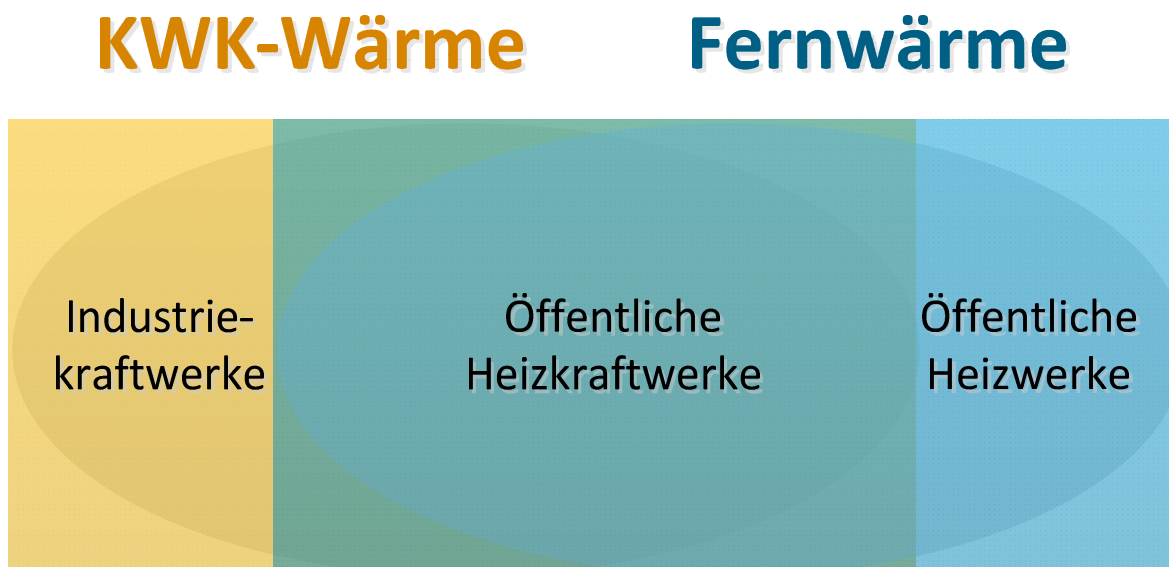 KWK-Wärme
Fernwärme
Industrie-
kraftwerke
Öffentliche
Heizkraftwerke
Öffentliche
Heizwerke